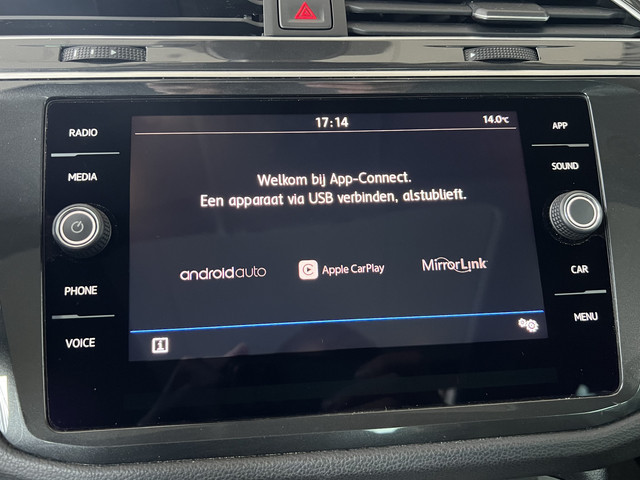 17:14
14.0°C
RADIO
MEDIA
PHONE
VOICE
Welkom bij App-Connect.
Een apparaat via USB verbinden, alstublieft.
androidauto
Apple CarPlay
MirrorLink
APP
SOUND
CAR
MENU